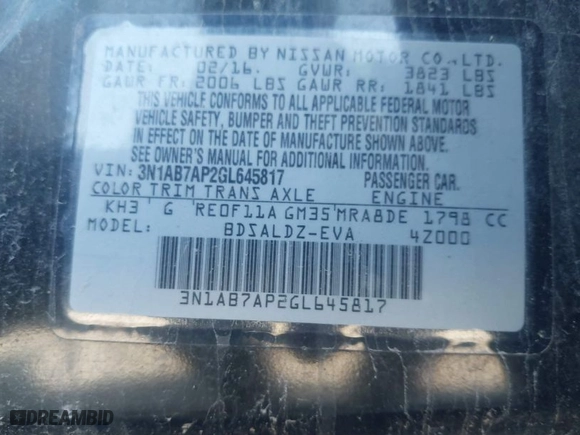 MANUFACTURED BY NISSAN MOTOR CO.,LTD.
DATE: 02/16. GVWR: 3823 LBS
GAWR FR: 2006 LBS GAWR RR: 1841 LBS
THIS VEHICLE CONFORMS TO ALL APPLICABLE FEDERAL MOTOR
VEHICLE SAFETY, BUMPER AND THEFT PREVENTION STANDARDS
IN EFFECT ON THE DATE OF MANUFACTURE SHOWN ABOVE.
SEE OWNER'S MANUAL FOR ADDITIONAL INFORMATION.
VIN: 3N1AB7AP2GL645817 PASSENGER CAR.
COLOR TRIM TRANS AXLE ENGINE
KH3 G RE0F11A GM35 MRA8DE 1798 CC
MODEL: BDSALDZ-EVA 4Z000
3N1AB7AP2GL645817
DREAMBID